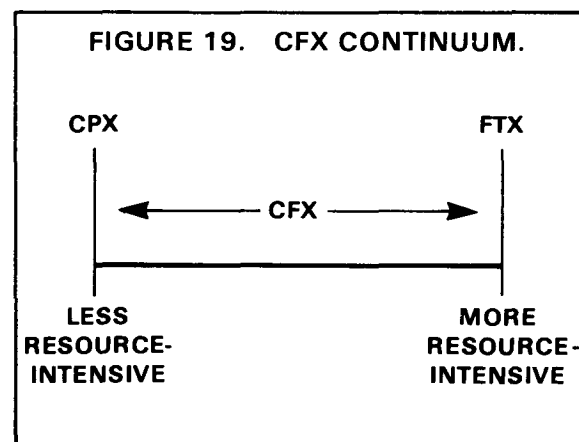 FIGURE 19. CFX CONTINUUM.
CPX
FTX
CFX
LESS
RESOURCE-
INTENSIVE
MORE
RESOURCE-
INTENSIVE